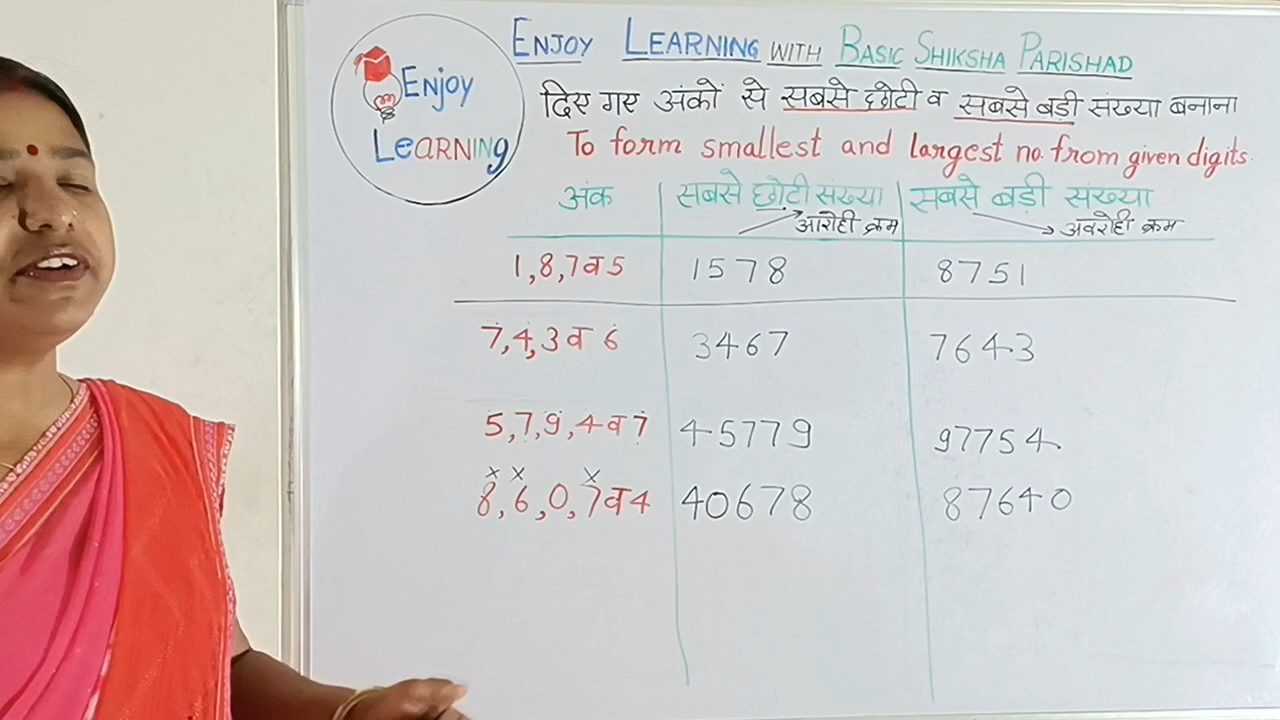 Enjoy
LEARNING
ENJOY LEARNING WITH BASIC SHIKSHA PARISHAD
दिए गए अंकों से सबसे छोटी व सबसे बड़ी संख्या बनाना
To form smallest and largest no. from given digits.
अंक सबसे छोटी संख्या सबसे बड़ी संख्या
आरोही क्रम अवरोही क्रम
1,8,7 व 5 1578 8751
7,4,3 व 6 3467 7643
5,7,9,4 व 7 45779 97754
8,6,0,7 व 4 40678 87640